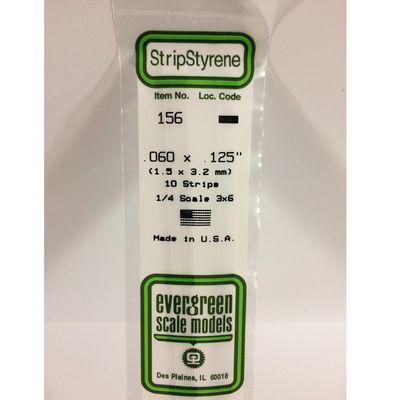 StripStyrene
Item No. Loc. Code
156
.060 x .125"
(1.5 x 3.2 mm)
10 Strips
1/4 Scale 3x6
Made in U.S.A.
evergreen
scale models
Des Plaines, IL 60018